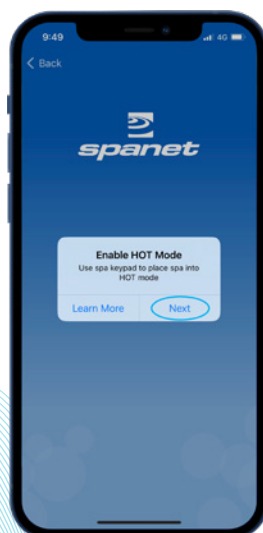 9:49
4G
Back
spanet
Enable HOT Mode
Use spa keypad to place spa into
HOT mode
Learn More
Next